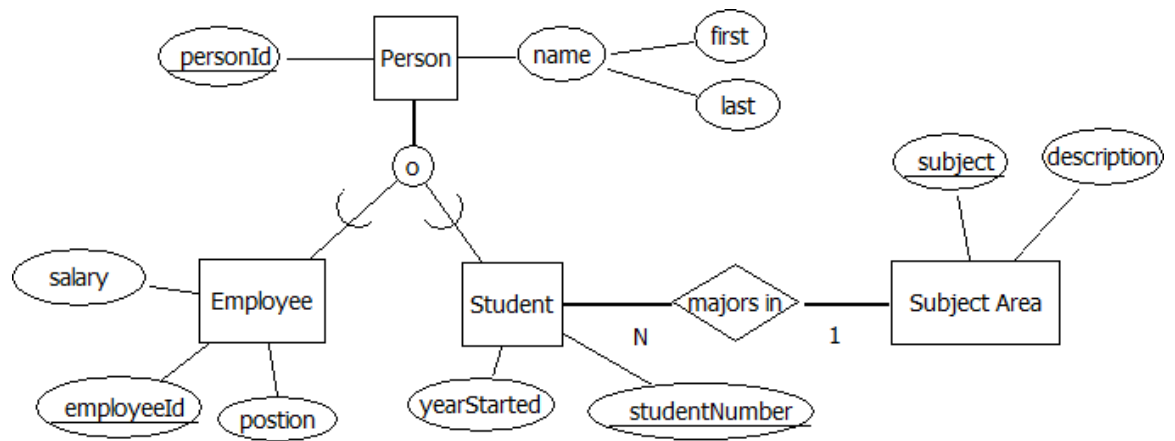 first
personId
Person
name
last
o
subject
description
salary
Employee
Student
majors in
Subject Area
N
1
employeeId
postion
yearStarted
studentNumber